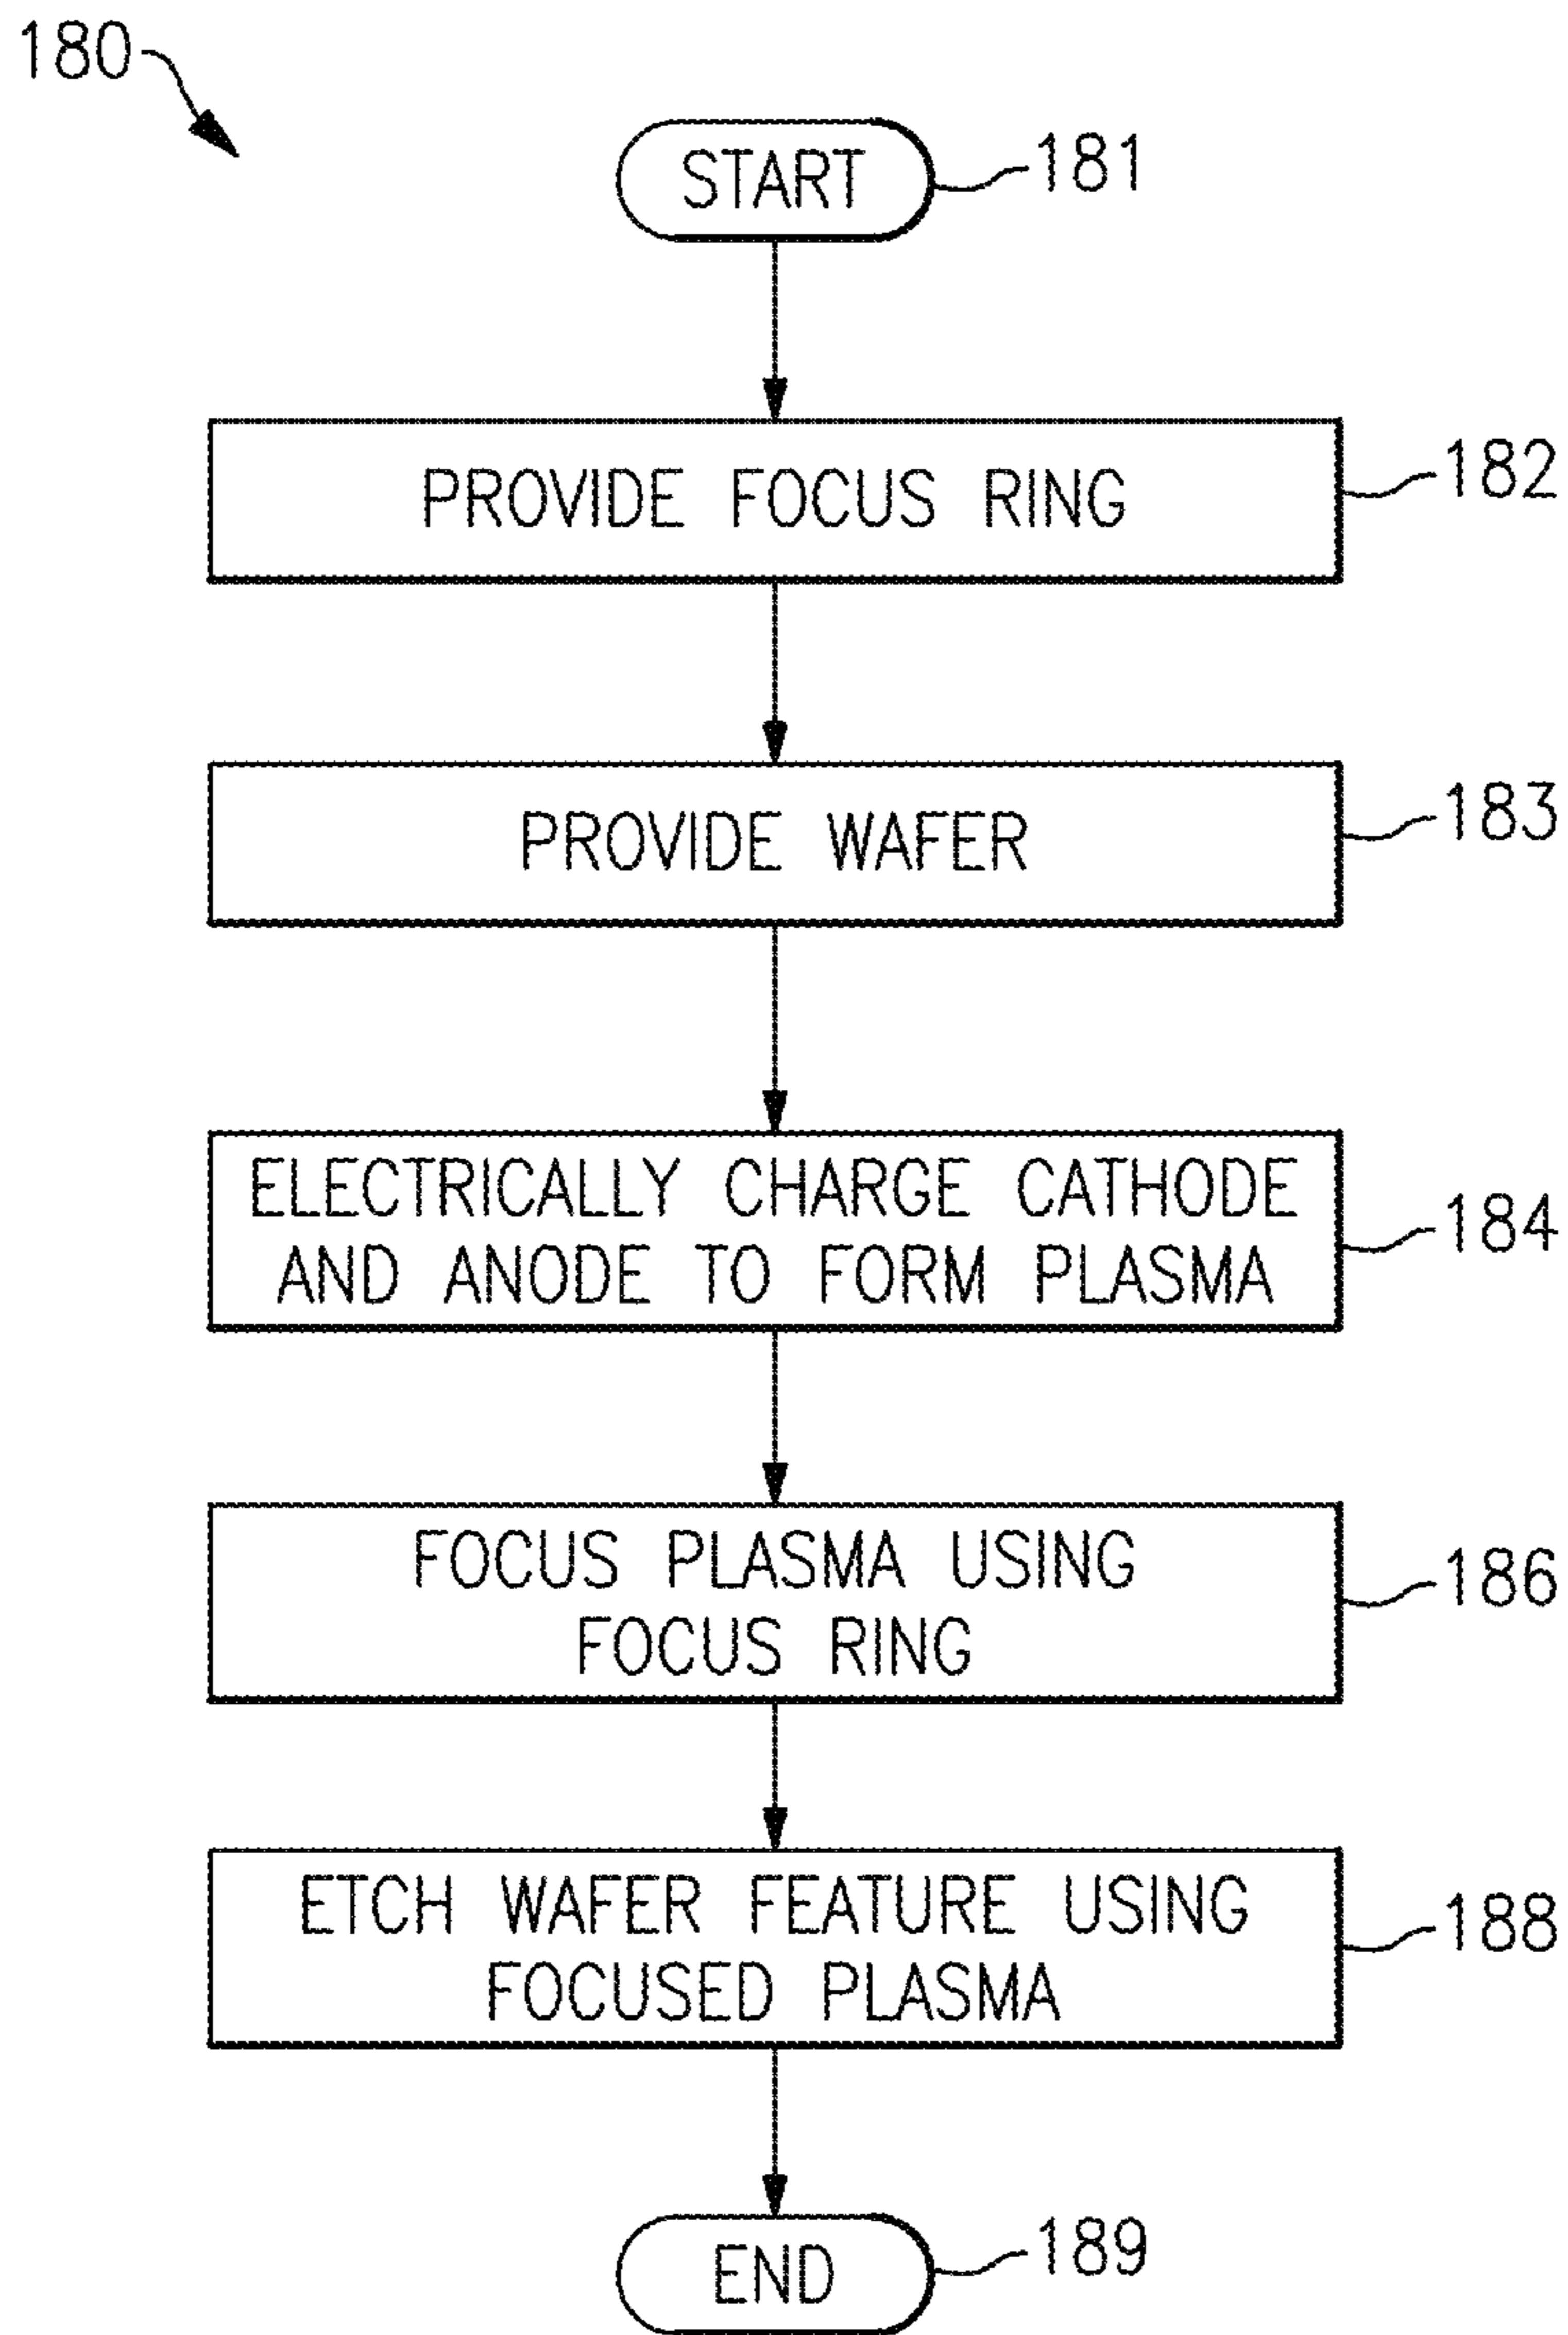 180
START
181
PROVIDE FOCUS RING
182
PROVIDE WAFER
183
ELECTRICALLY CHARGE CATHODE
AND ANODE TO FORM PLASMA
184
FOCUS PLASMA USING
FOCUS RING
186
ETCH WAFER FEATURE USING
FOCUSED PLASMA
188
END
189